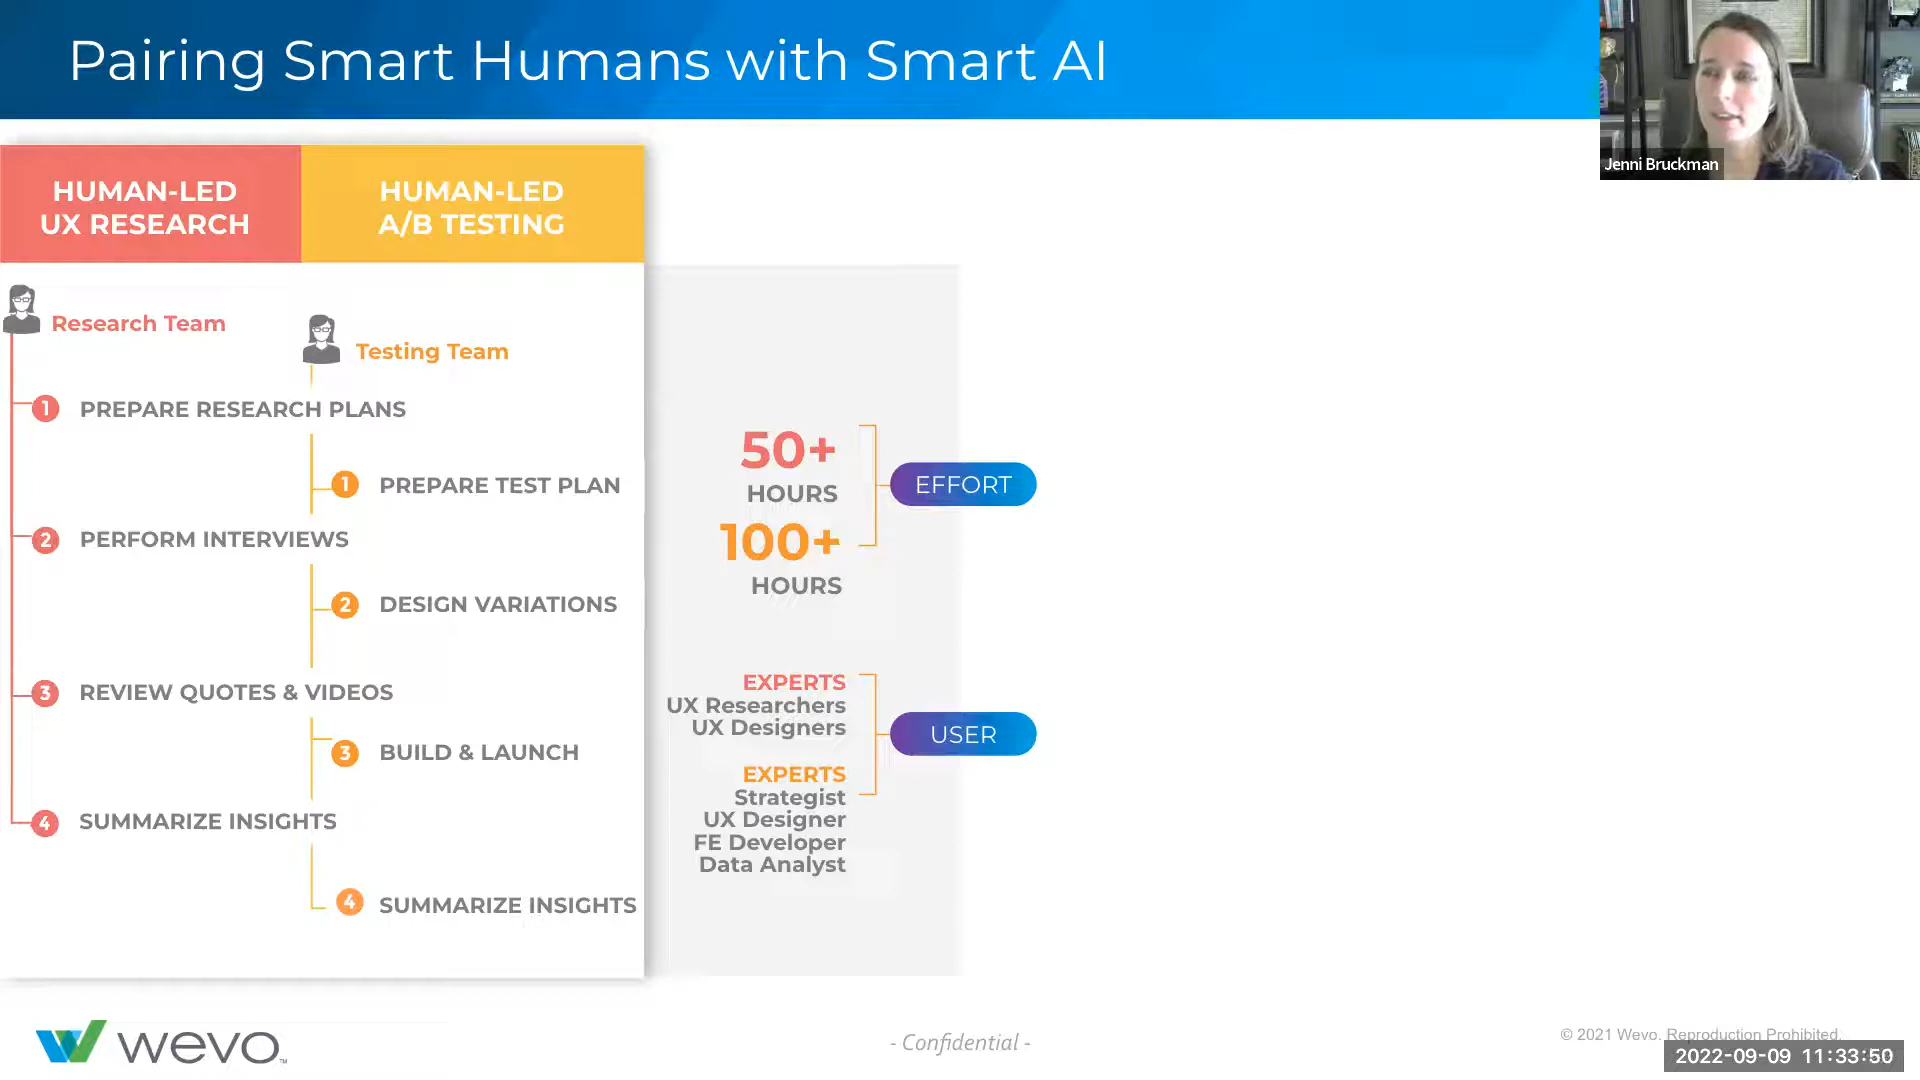 Pairing Smart Humans with Smart AI
Jenni Bruckman
HUMAN-LED
UX RESEARCH
HUMAN-LED
A/B TESTING
Research Team
Testing Team
1 PREPARE RESEARCH PLANS
1 PREPARE TEST PLAN
2 PERFORM INTERVIEWS
2 DESIGN VARIATIONS
3 REVIEW QUOTES & VIDEOS
3 BUILD & LAUNCH
4 SUMMARIZE INSIGHTS
4 SUMMARIZE INSIGHTS
50+
HOURS
100+
HOURS
EFFORT
EXPERTS
UX Researchers
UX Designers
USER
EXPERTS
Strategist
UX Designer
FE Developer
Data Analyst
wevo™
- Confidential -
© 2021 Wevo. Reproduction Prohibited.
2022-09-09 11:33:50